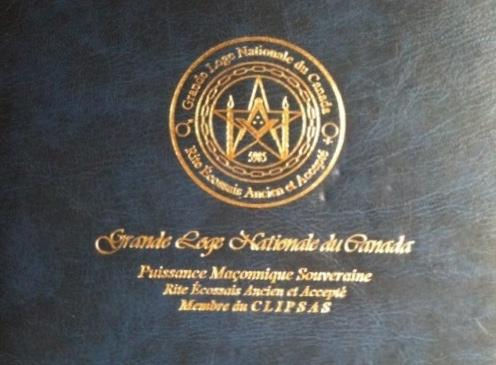 Grande Loge Nationale du Canada
5985
Rite Écossais Ancien et Accepté
Grande Loge Nationale du Canada
Puissance Maçonnique Souveraine
Rite Écossais Ancien et Accepté
Membre du CLIPSAS